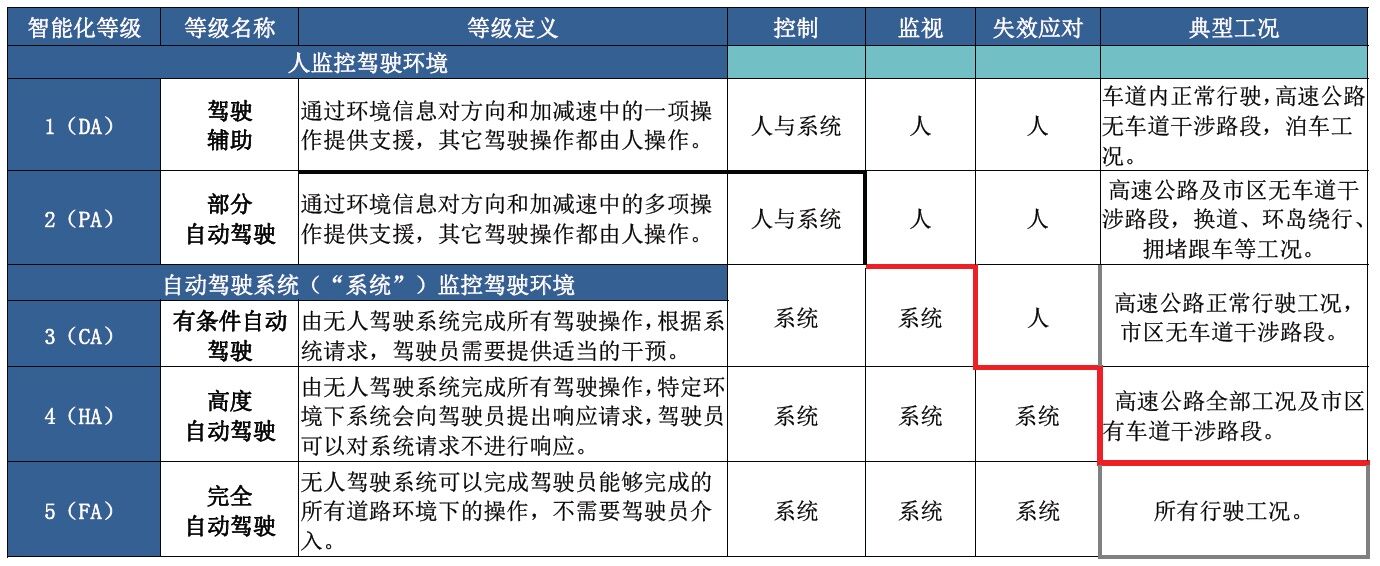 智能化等级 等级名称 等级定义 控制 监视 失效应对 典型工况
人监控驾驶环境
1（DA）
驾驶
辅助
通过环境信息对方向和加减速中的一项操
作提供支援，其它驾驶操作都由人操作。
人与系统
人
人
车道内正常行驶，高速公路
无车道干涉路段，泊车工
况。
2（PA）
部分
自动驾驶
通过环境信息对方向和加减速中的多项操
作提供支援，其它驾驶操作都由人操作。
人与系统
人
人
高速公路及市区无车道干
涉路段，换道、环岛绕行、
拥堵跟车等工况。
自动驾驶系统（“系统”）监控驾驶环境
3（CA）
有条件自动
驾驶
由无人驾驶系统完成所有驾驶操作，根据系
统请求，驾驶员需要提供适当的干预。
系统
系统
人
高速公路正常行驶工况，
市区无车道干涉路段。
4（HA）
高度
自动驾驶
由无人驾驶系统完成所有驾驶操作，特定环
境下系统会向驾驶员提出响应请求，驾驶员
可以对系统请求不进行响应。
系统
系统
系统
高速公路全部工况及市区
有车道干涉路段。
5（FA）
完全
自动驾驶
无人驾驶系统可以完成驾驶员能够完成的
所有道路环境下的操作，不需要驾驶员介
入。
系统
系统
系统
所有行驶工况。